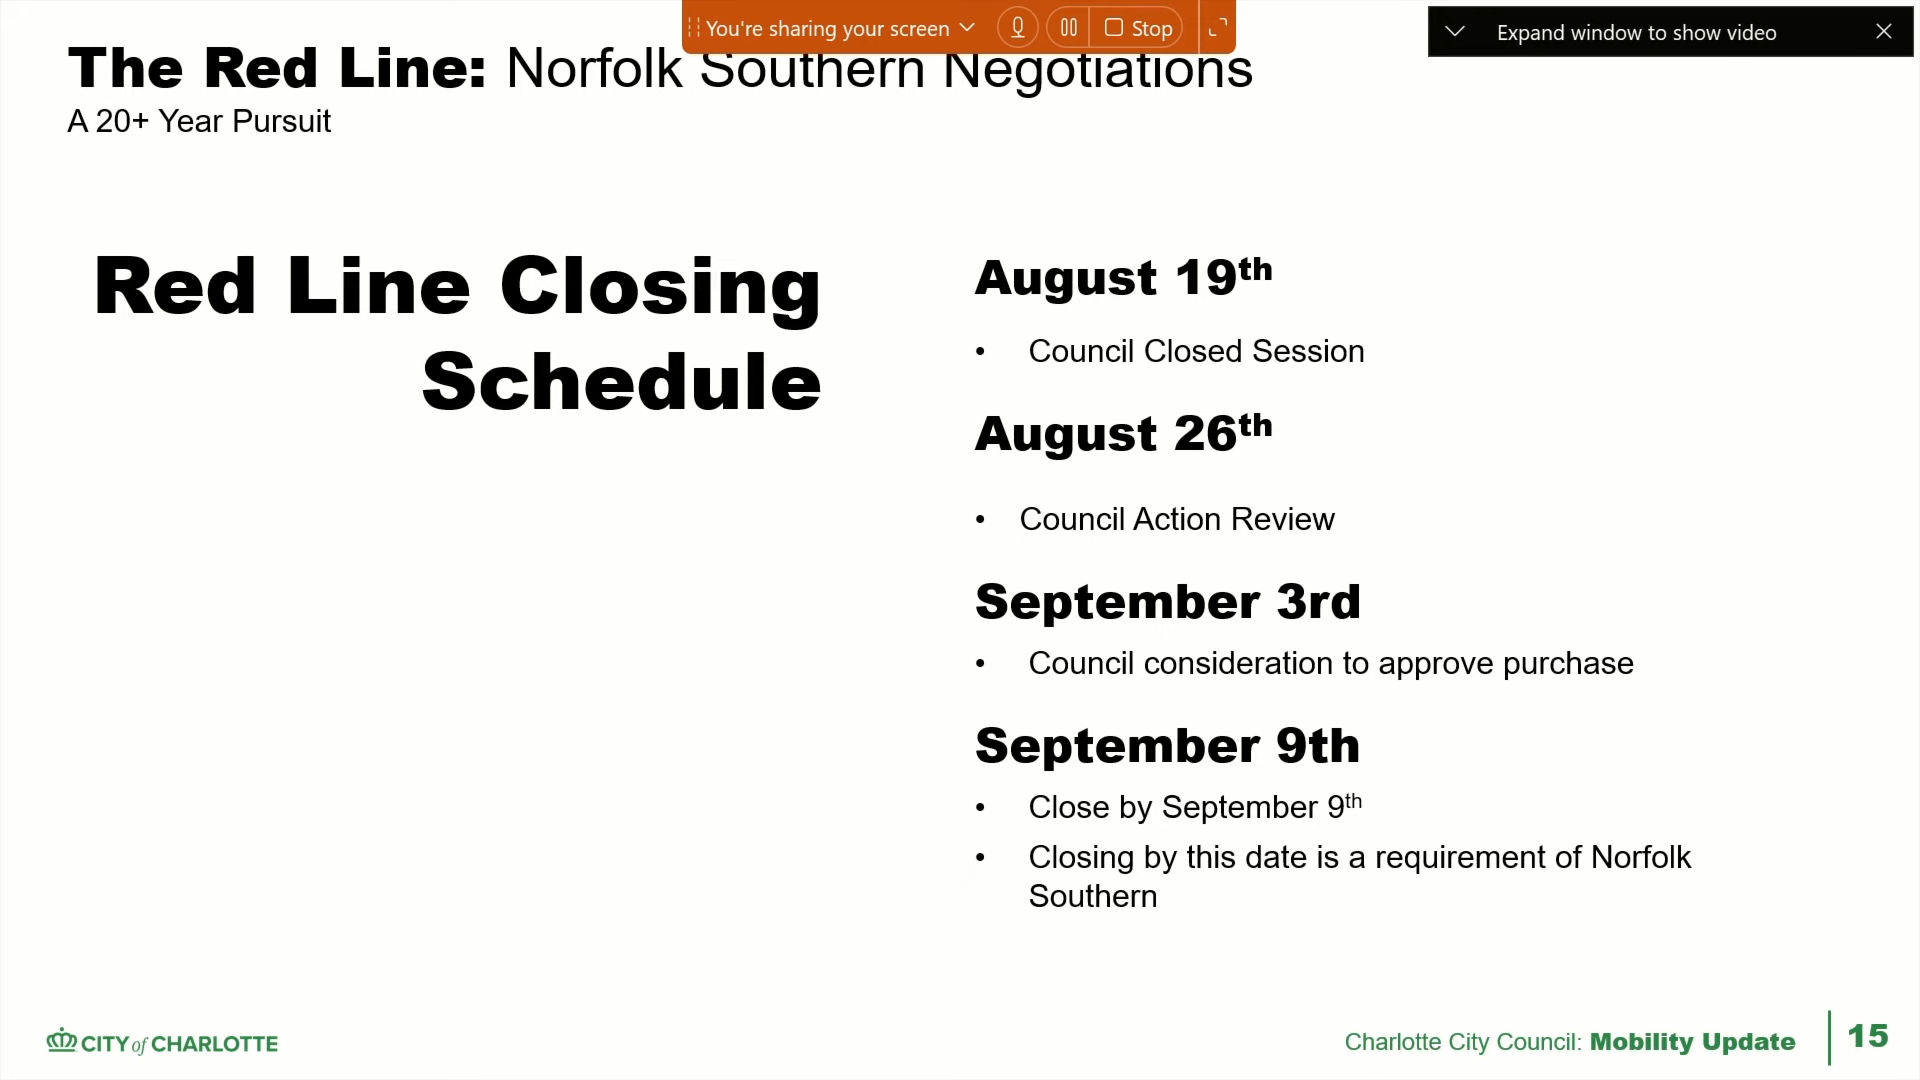 You're sharing your screen
Stop
Expand window to show video
The Red Line: Norfolk Southern Negotiations
A 20+ Year Pursuit
Red Line Closing
Schedule
August 19th
• Council Closed Session
August 26th
• Council Action Review
September 3rd
• Council consideration to approve purchase
September 9th
• Close by September 9th
• Closing by this date is a requirement of Norfolk
Southern
CITY of CHARLOTTE
Charlotte City Council: Mobility Update
15